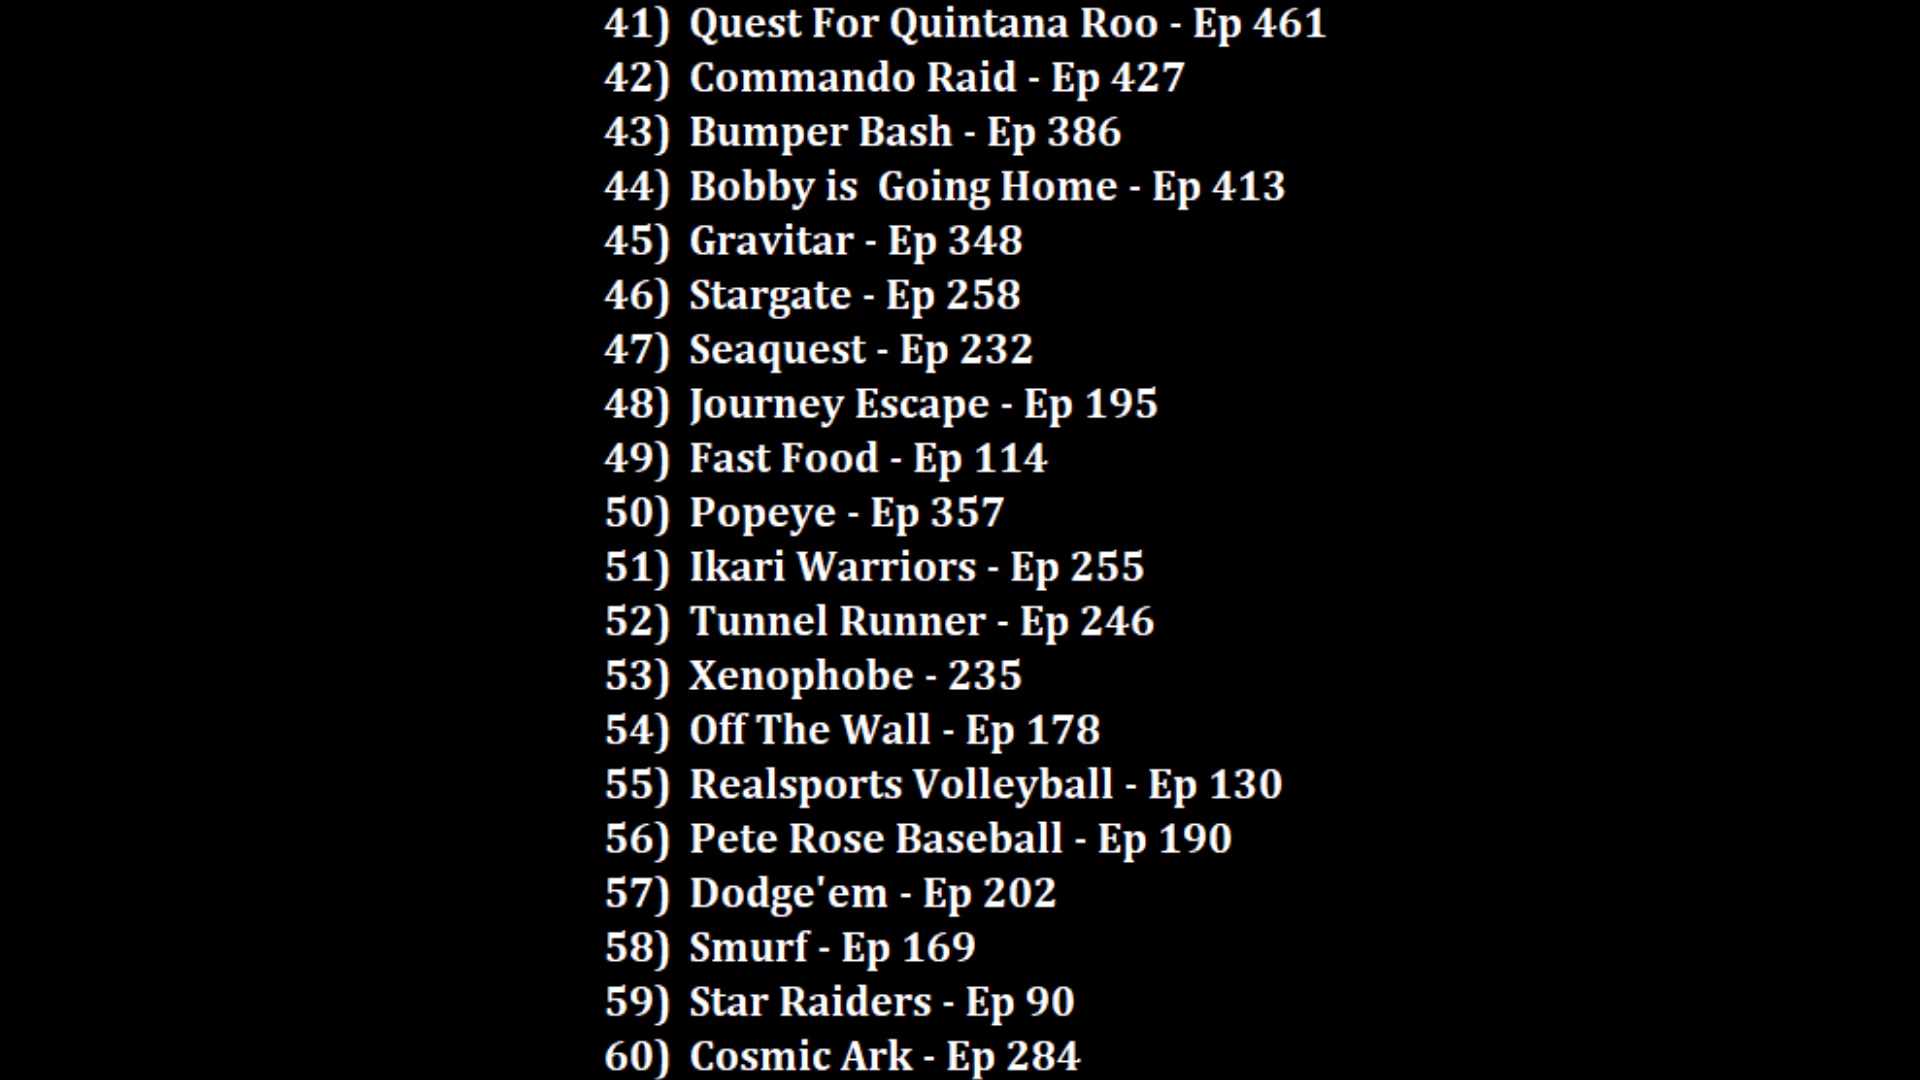 41) Quest For Quintana Roo - Ep 461
42) Commando Raid - Ep 427
43) Bumper Bash - Ep 386
44) Bobby is  Going Home - Ep 413
45) Gravitar - Ep 348
46) Stargate - Ep 258
47) Seaquest - Ep 232
48) Journey Escape - Ep 195
49) Fast Food - Ep 114
50) Popeye - Ep 357
51) Ikari Warriors - Ep 255
52) Tunnel Runner - Ep 246
53) Xenophobe - 235
54) Off The Wall - Ep 178
55) Realsports Volleyball - Ep 130
56) Pete Rose Baseball - Ep 190
57) Dodge'em - Ep 202
58) Smurf - Ep 169
59) Star Raiders - Ep 90
60) Cosmic Ark - Ep 284